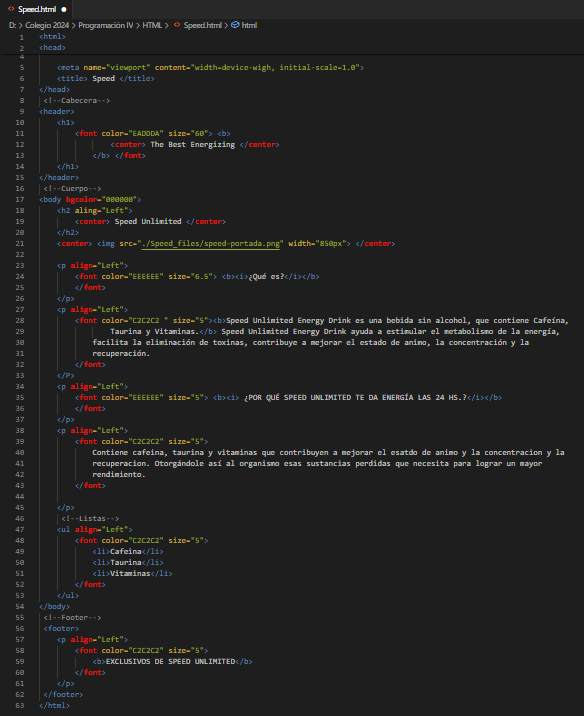 Speed.html ●
D: > Colegio 2024 > Programación IV > HTML > Speed.html > html
1 <html>
2 <head>
4
5 <meta name="viewport" content="width=device-wigh, initial-scale=1.0">
6 <title> Speed </title>
7 </head>
8 <!--Cabecera-->
9 <header>
10 <h1>
11 <font color="EADDDA" size="60"> <b>
12 <center> The Best Energizing </center>
13 </b> </font>
14 </h1>
15 </header>
16 <!--Cuerpo-->
17 <body bgcolor="000000">
18 <h2 aling="Left">
19 <center> Speed Unlimited </center>
20 </h2>
21 <center> <img src="./Speed_files/speed-portada.png" width="850px"> </center>
22
23 <p align="Left">
24 <font color="EEEEEE" size="6.5"> <b><i>¿Qué es?</i></b>
25 </font>
26 </p>
27 <p align="Left">
28 <font color="C2C2C2 " size="5"><b>Speed Unlimited Energy Drink es una bebida sin alcohol, que contiene Cafeína,
29 Taurina y Vitaminas.</b> Speed Unlimited Energy Drink ayuda a estimular el metabolismo de la energía,
30 facilita la eliminación de toxinas, contribuye a mejorar el estado de animo, la concentración y la
31 recuperación.
32 </font>
33 </P>
34 <p align="Left">
35 <font color="EEEEEE" size="5"> <b><i> ¿POR QUÉ SPEED UNLIMITED TE DA ENERGÍA LAS 24 HS.?</i></b>
36 </font>
37 </p>
38 <p align="Left">
39 <font color="C2C2C2" size="5">
40 Contiene cafeina, taurina y vitaminas que contribuyen a mejorar el esatdo de animo y la concentracion y la
41 recuperacion. Otorgándole así al organismo esas sustancias perdidas que necesita para lograr un mayor
42 rendimiento.
43 </font>
44
45 </p>
46 <!--Listas-->
47 <ul align="Left">
48 <font color="C2C2C2" size="5">
49 <li>Cafeina</li>
50 <li>Taurina</li>
51 <li>Vitaminas</li>
52 </font>
53 </ul>
54 </body>
55 <!--Footer-->
56 <footer>
57 <p align="Left">
58 <font color="C2C2C2" size="5">
59 <b>EXCLUSIVOS DE SPEED UNLIMITED</b>
60 </font>
61 </p>
62 </footer>
63 </html>